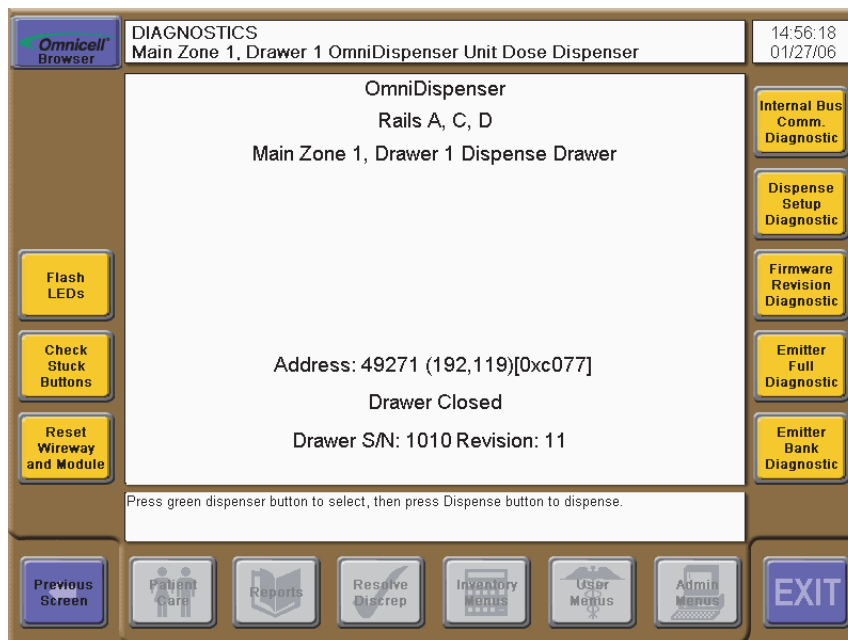 Omnicell
Browser
DIAGNOSTICS
Main Zone 1, Drawer 1 OmniDispenser Unit Dose Dispenser
14:56:18
01/27/06
OmniDispenser
Rails A, C, D
Main Zone 1, Drawer 1 Dispense Drawer
Flash
LEDs
Check
Stuck
Buttons
Reset
Wireway
and Module
Address: 49271 (192,119)[0xc077]
Drawer Closed
Drawer S/N: 1010 Revision: 11
Internal Bus
Comm.
Diagnostic
Dispense
Setup
Diagnostic
Firmware
Revision
Diagnostic
Emitter
Full
Diagnostic
Emitter
Bank
Diagnostic
Press green dispenser button to select, then press Dispense button to dispense.
Previous
Screen
Patient
Care
Reports
Resolve
Discrep
Inventory
Menus
User
Menus
Admin
Menus
EXIT